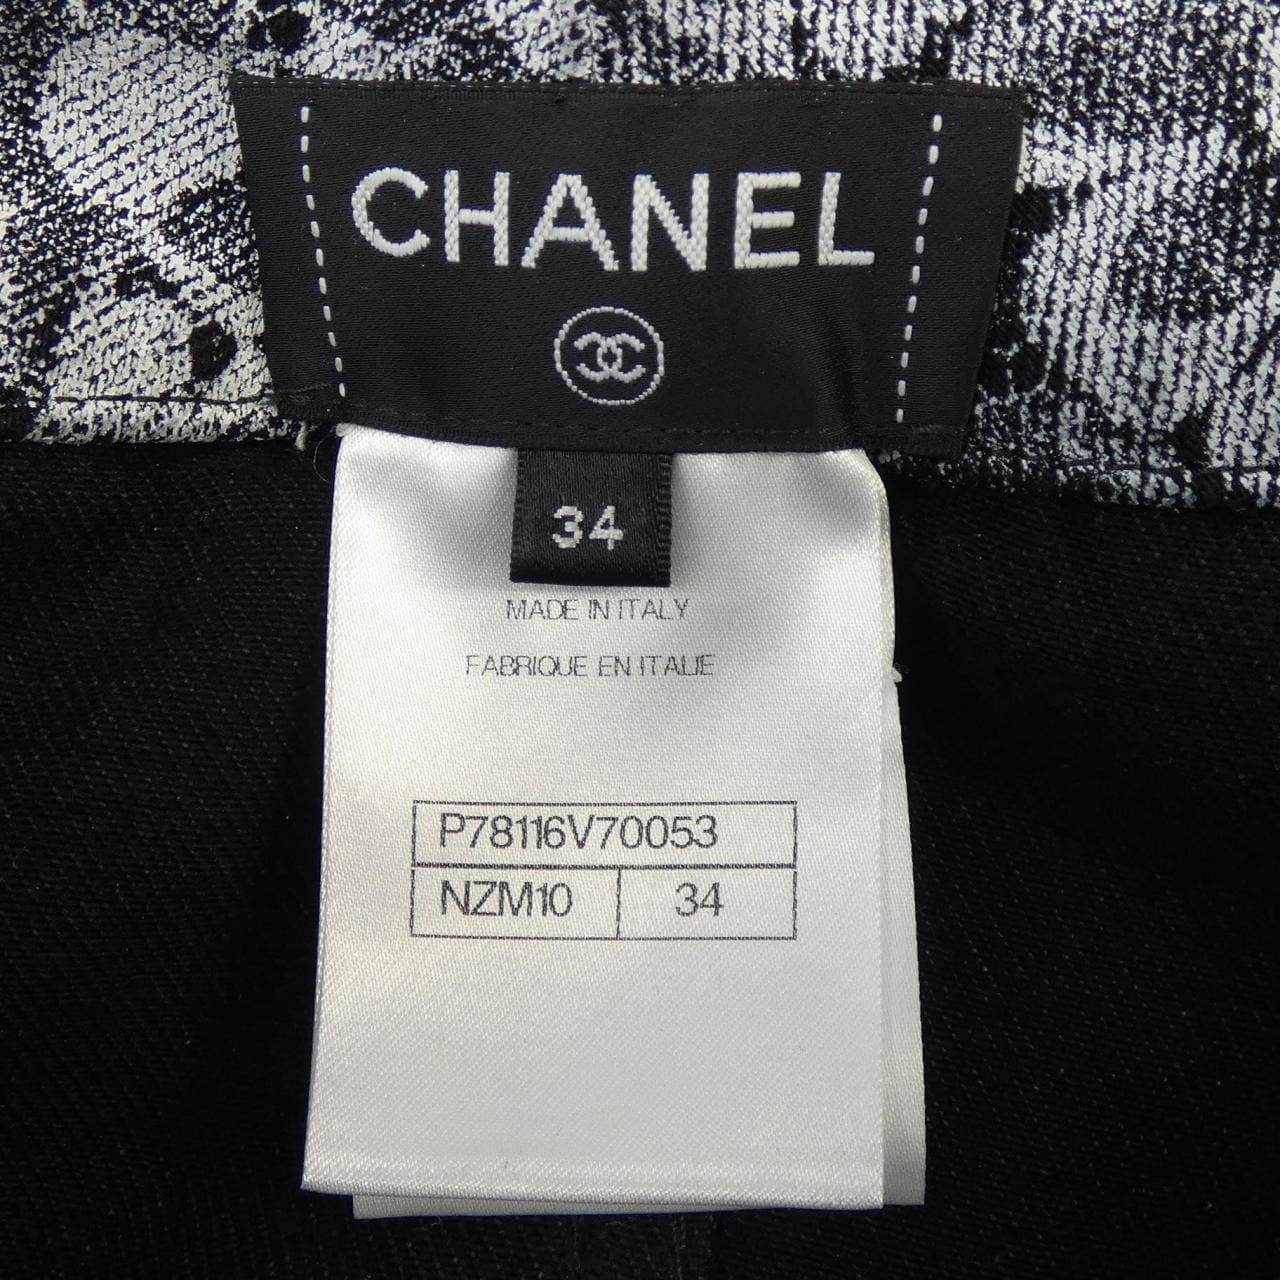 CHANEL
34
MADE IN ITALY
FABRIQUE EN ITALIE
P78116V70053
NZM10 34